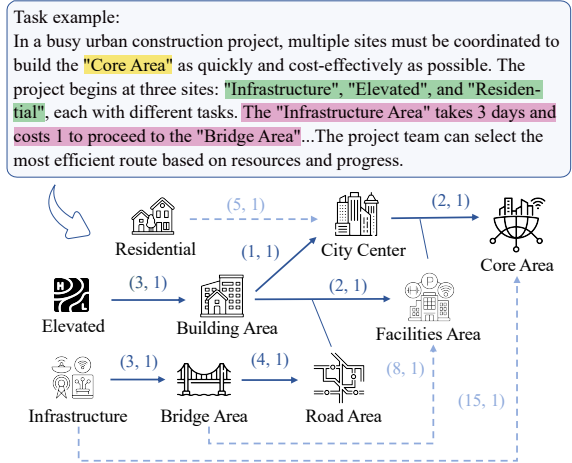 Task example:
In a busy urban construction project, multiple sites must be coordinated to
build the "Core Area" as quickly and cost-effectively as possible. The
project begins at three sites: "Infrastructure", "Elevated", and "Residen-
tial", each with different tasks. The "Infrastructure Area" takes 3 days and
costs 1 to proceed to the "Bridge Area"...The project team can select the
most efficient route based on resources and progress.
(5, 1)
(2, 1)
Residential
City Center
Core Area
(1, 1)
(3, 1)
(2, 1)
H
P
Elevated
Building Area
Facilities Area
(3, 1)
(4, 1)
(8, 1)
(15, 1)
Infrastructure
Bridge Area
Road Area